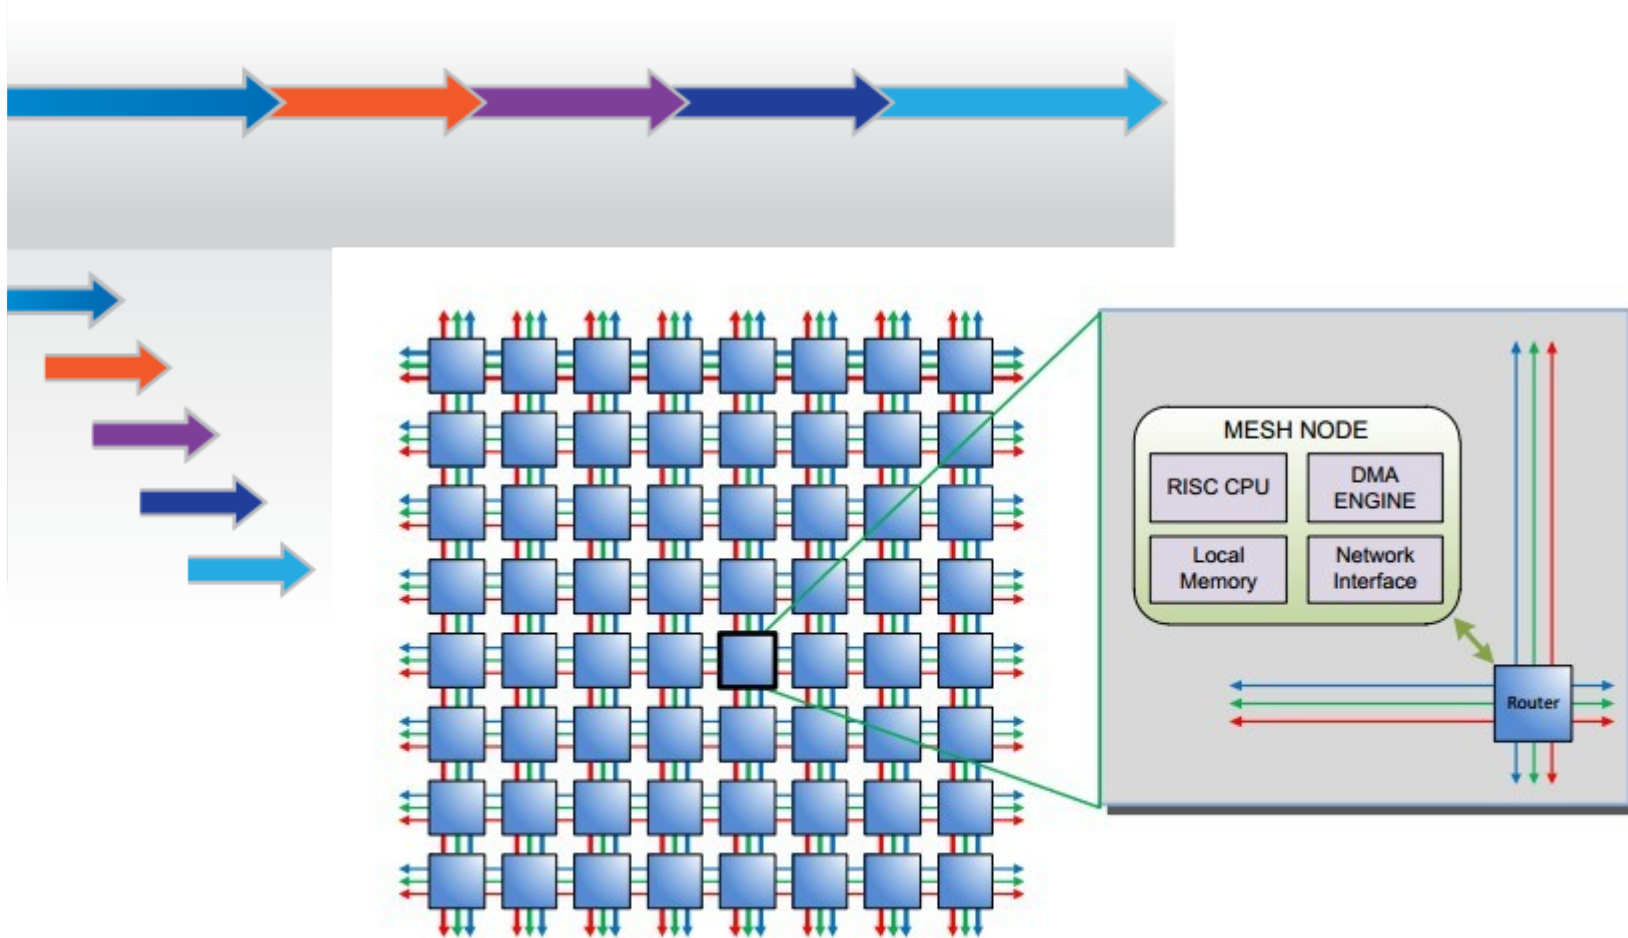 MESH NODE
RISC CPU
DMA
ENGINE
Local
Memory
Network
Interface
Router